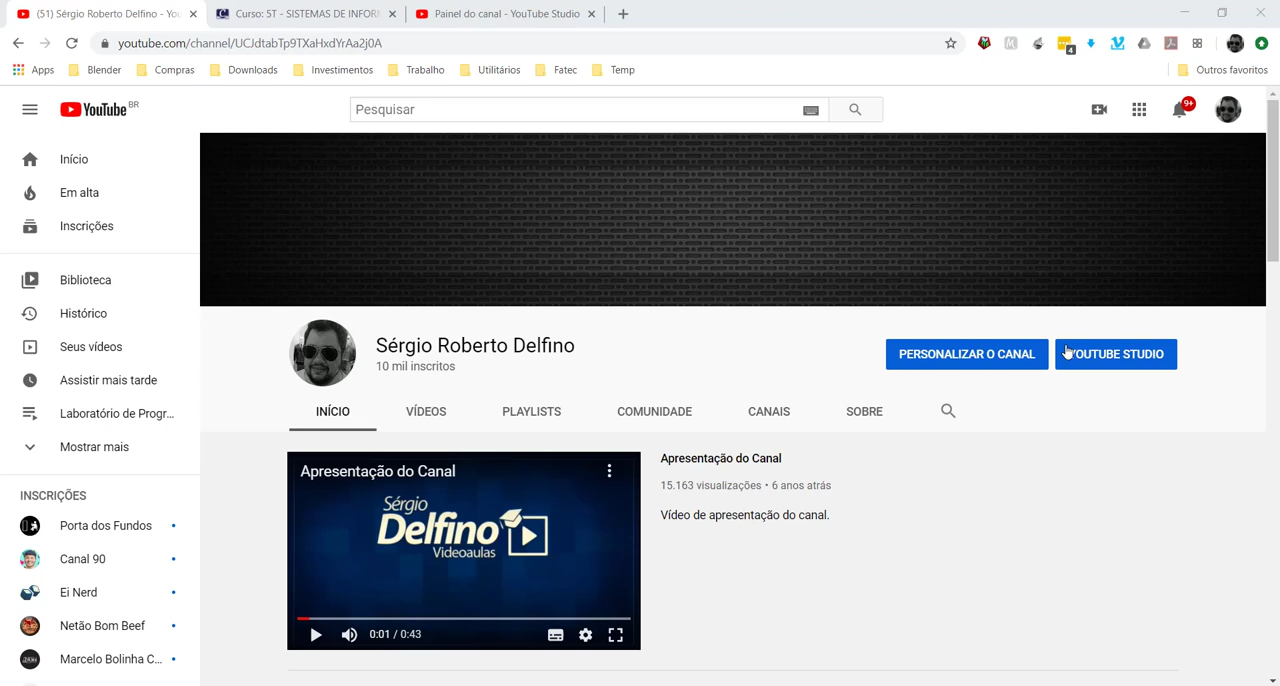 (51) Sérgio Roberto Delfino - You
Curso: 5T - SISTEMAS DE INFOR
Painel do canal - YouTube Studio
youtube.com/channel/UCJdtabTp9TXaHxdYrAa2j0A
4
Apps
Blender
Compras
Downloads
Investimentos
Trabalho
Utilitários
Fatec
Temp
Outros favoritos
YouTube BR
Pesquisar
9+
Início
Em alta
Inscrições
Biblioteca
Histórico
Seus vídeos
Assistir mais tarde
Laboratório de Progr...
Mostrar mais
INSCRIÇÕES
Porta dos Fundos
Canal 90
Ei Nerd
Netão Bom Beef
Marcelo Bolinha C...
Sérgio Roberto Delfino
10 mil inscritos
PERSONALIZAR O CANAL
YOUTUBE STUDIO
INÍCIO
VÍDEOS
PLAYLISTS
COMUNIDADE
CANAIS
SOBRE
Apresentação do Canal
Sérgio
Delfino
Videoaulas
0:01 / 0:43
Apresentação do Canal
15.163 visualizações • 6 anos atrás
Vídeo de apresentação do canal.